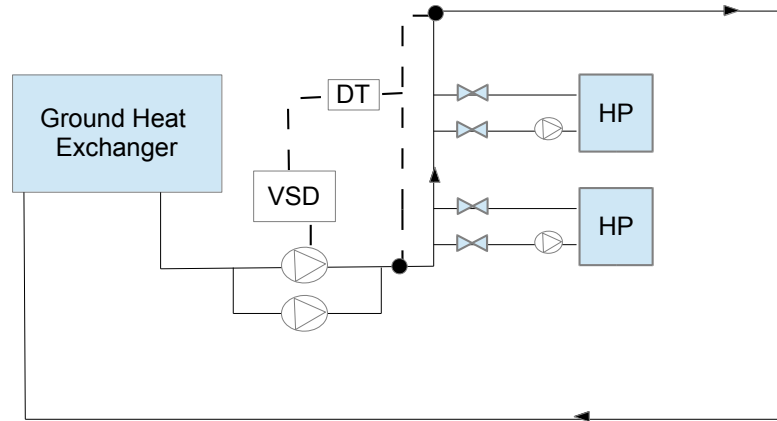 Ground Heat
Exchanger
DT
VSD
HP
HP